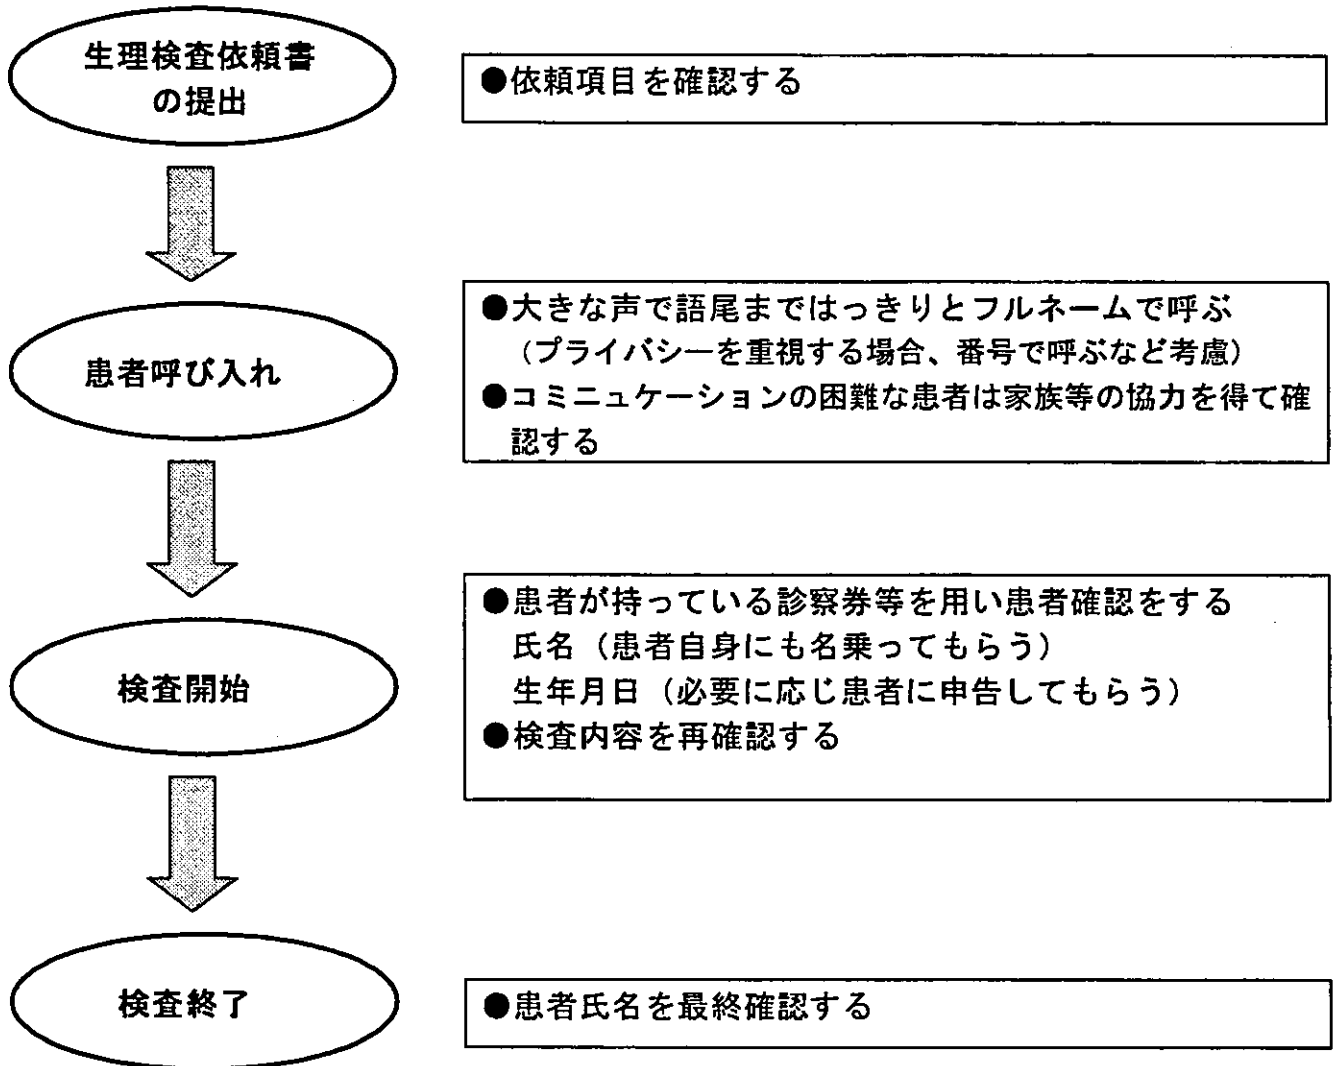 生理検査依頼書
の提出
●依頼項目を確認する
患者呼び入れ
●大きな声で語尾まではっきりとフルネームで呼ぶ
（プライバシーを重視する場合、番号で呼ぶなど考慮）
●コミニュケーションの困難な患者は家族等の協力を得て確
認する
検査開始
●患者が持っている診察券等を用い患者確認をする
氏名（患者自身にも名乗ってもらう）
生年月日（必要に応じ患者に申告してもらう）
●検査内容を再確認する
検査終了
●患者氏名を最終確認する